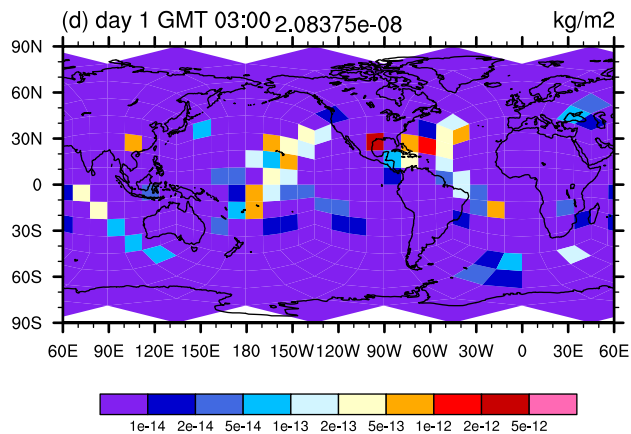 (d) day 1 GMT 03:00 2.08375e-08 kg/m2
90N
60N
30N
0
30S
60S
90S
60E 90E 120E 150E 180 150W 120W 90W 60W 30W 0 30E 60E
1e-14 2e-14 5e-14 1e-13 2e-13 5e-13 1e-12 2e-12 5e-12